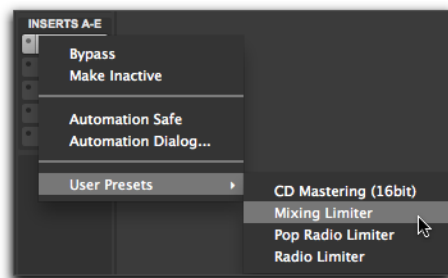 INSERTS A-E
Bypass
Make Inactive
Automation Safe
Automation Dialog...
User Presets
CD Mastering (16bit)
Mixing Limiter
Pop Radio Limiter
Radio Limiter